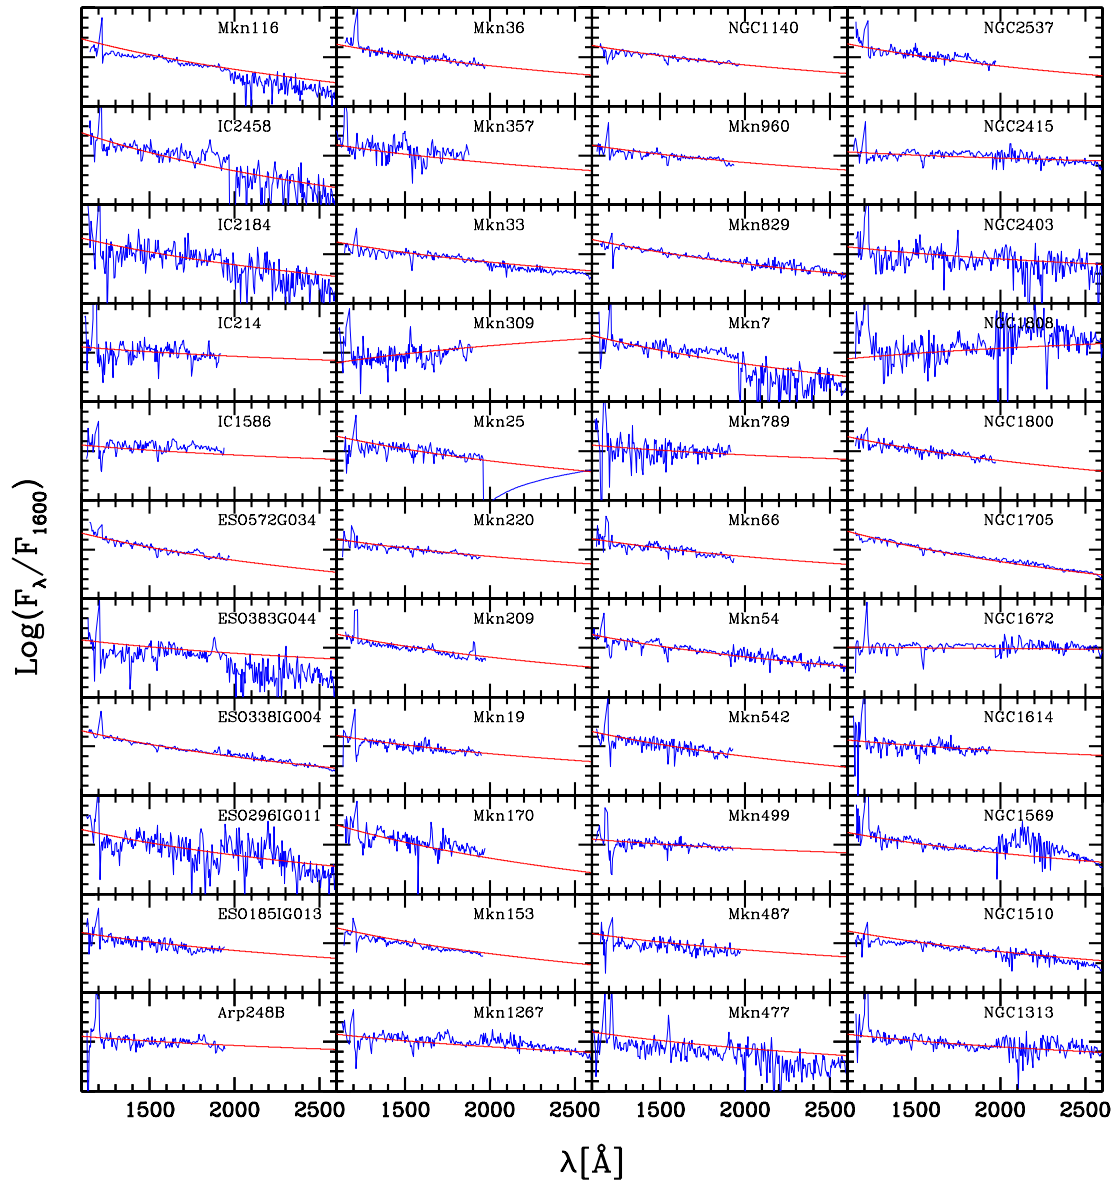 Mkn116 Mkn36 NGC1140 NGC2537
IC2458 Mkn357 Mkn960 NGC2415
IC2184 Mkn33 Mkn829 NGC2403
IC214 Mkn309 Mkn7 NGC1808
IC1586 Mkn25 Mkn789 NGC1800
ESO572G034 Mkn220 Mkn66 NGC1705
ESO383G044 Mkn209 Mkn54 NGC1672
ESO338IG004 Mkn19 Mkn542 NGC1614
ESO296IG011 Mkn170 Mkn499 NGC1569
ESO185IG013 Mkn153 Mkn487 NGC1510
Arp248B Mkn1267 Mkn477 NGC1313
Log(Fλ/F1600)
1500 2000 2500 1500 2000 2500 1500 2000 2500 1500 2000 2500
λ[Å]